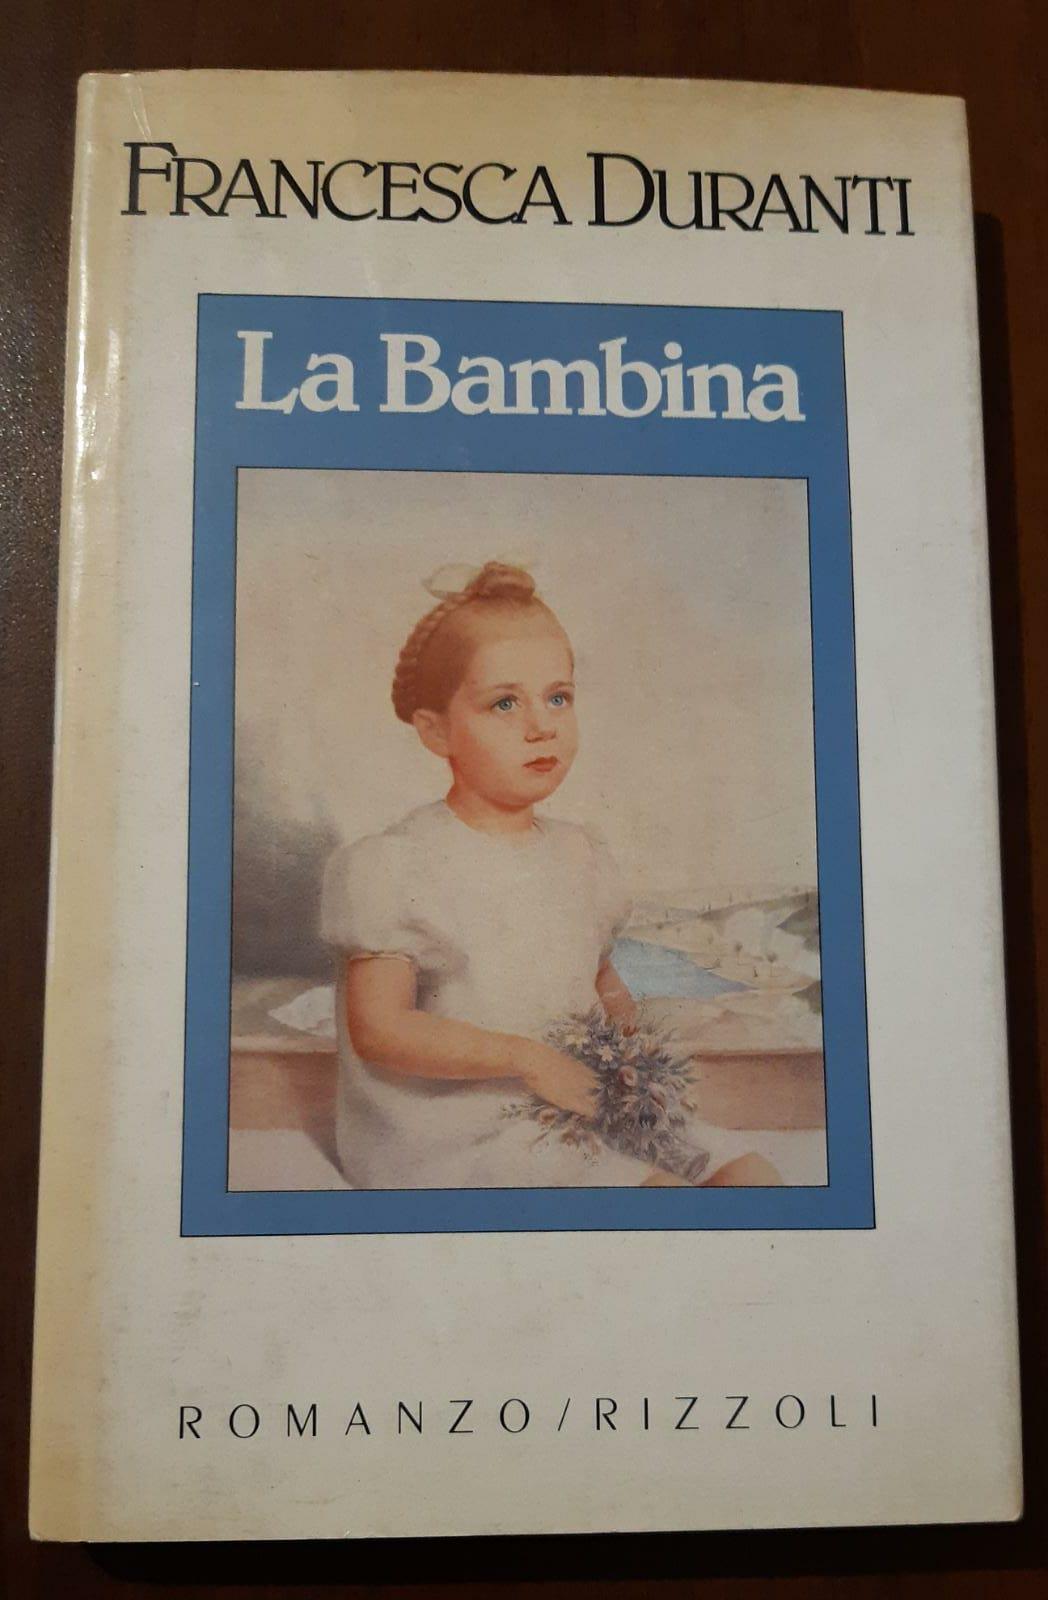 FRANCESCA DURANTI
La Bambina
ROMANZO/RIZZOLI